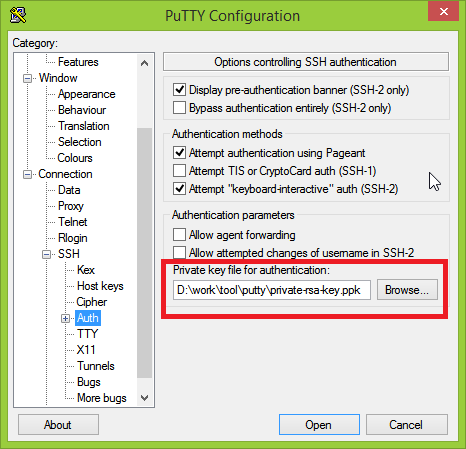 PuTTY Configuration
Category:
Features
Window
Appearance
Behaviour
Translation
Selection
Colours
Connection
Data
Proxy
Telnet
Rlogin
SSH
Kex
Host keys
Cipher
Auth
TTY
X11
Tunnels
Bugs
More bugs
Options controlling SSH authentication
Display pre-authentication banner (SSH-2 only)
Bypass authentication entirely (SSH-2 only)
Authentication methods
Attempt authentication using Pageant
Attempt TIS or CryptoCard auth (SSH-1)
Attempt "keyboard-interactive" auth (SSH-2)
Authentication parameters
Allow agent forwarding
Allow attempted changes of username in SSH-2
Private key file for authentication:
D:\work\tool\putty\private-rsa-key.ppk Browse...
About Open Cancel